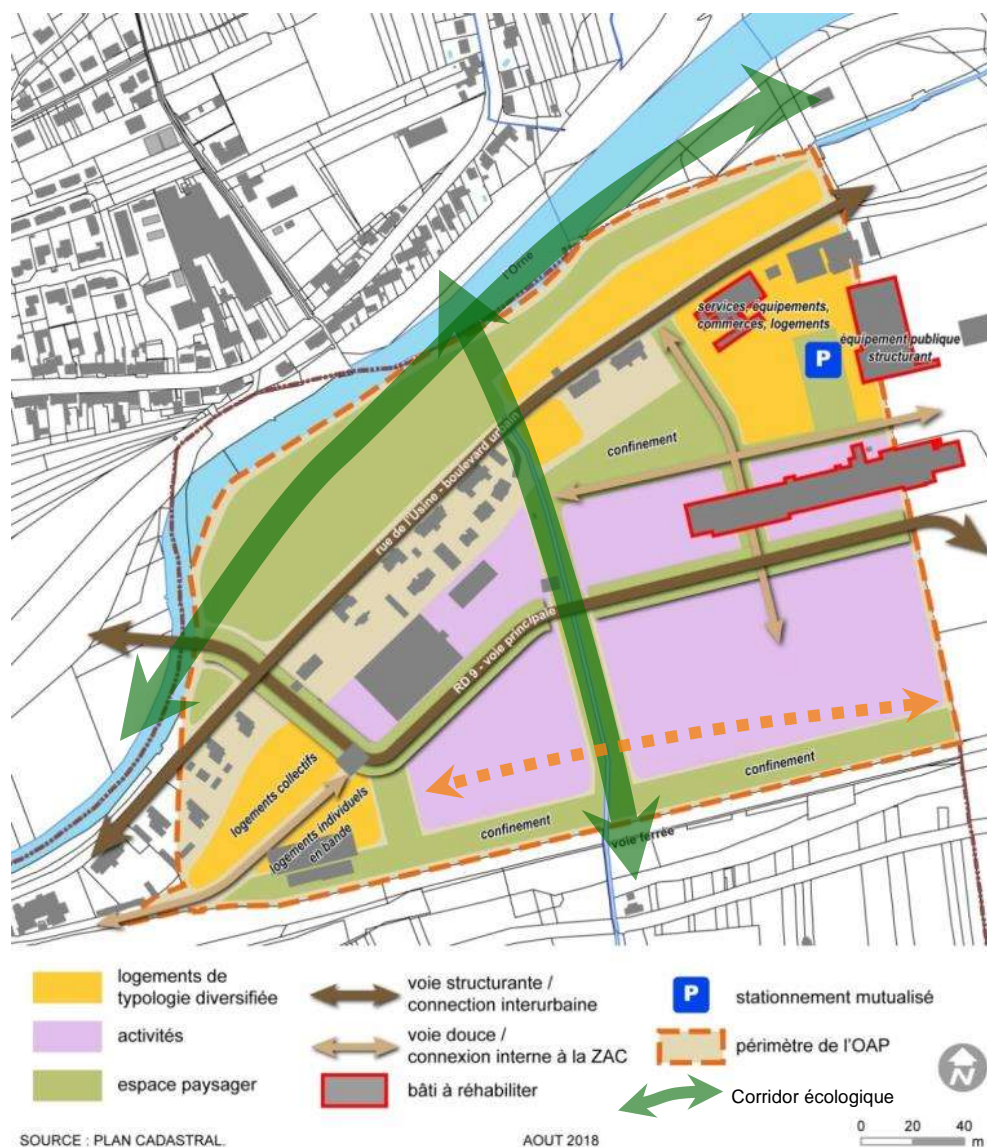 l'Orne
services, équipements,
commerces, logements
équipement publique
structurant
P
rue de l'Usine - boulevard urbain
confinement
RD 9 - voie principale
logements collectifs
logements individuels
en bande
confinement
confinement
voie ferrée
logements de
typologie diversifiée
activités
espace paysager
voie structurante /
connection interurbaine
voie douce /
connexion interne à la ZAC
bâti à réhabiliter
P
stationnement mutualisé
périmètre de l'OAP
Corridor écologique
N
SOURCE : PLAN CADASTRAL.
AOUT 2018
0 20 40
m